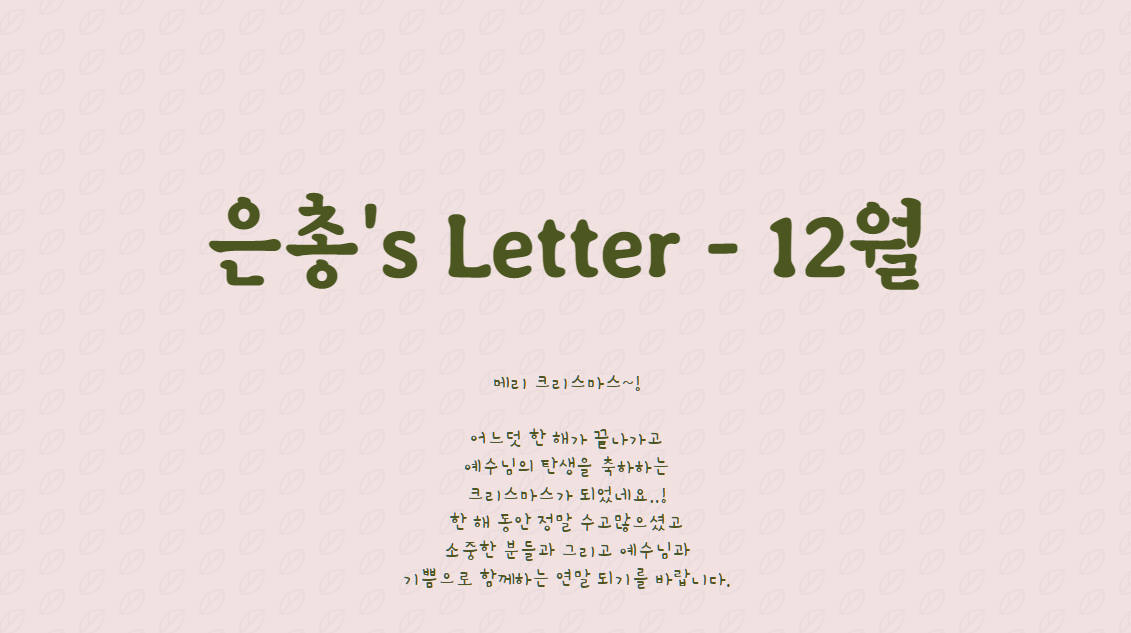 은총's Letter - 12월
메리 크리스마스~!
어느덧 한 해가 끝나가고
예수님의 탄생을 축하하는
크리스마스가 되었네요..!
한 해 동안 정말 수고많으셨고
소중한 분들과 그리고 예수님과
기쁨으로 함께하는 연말 되기를 바랍니다.